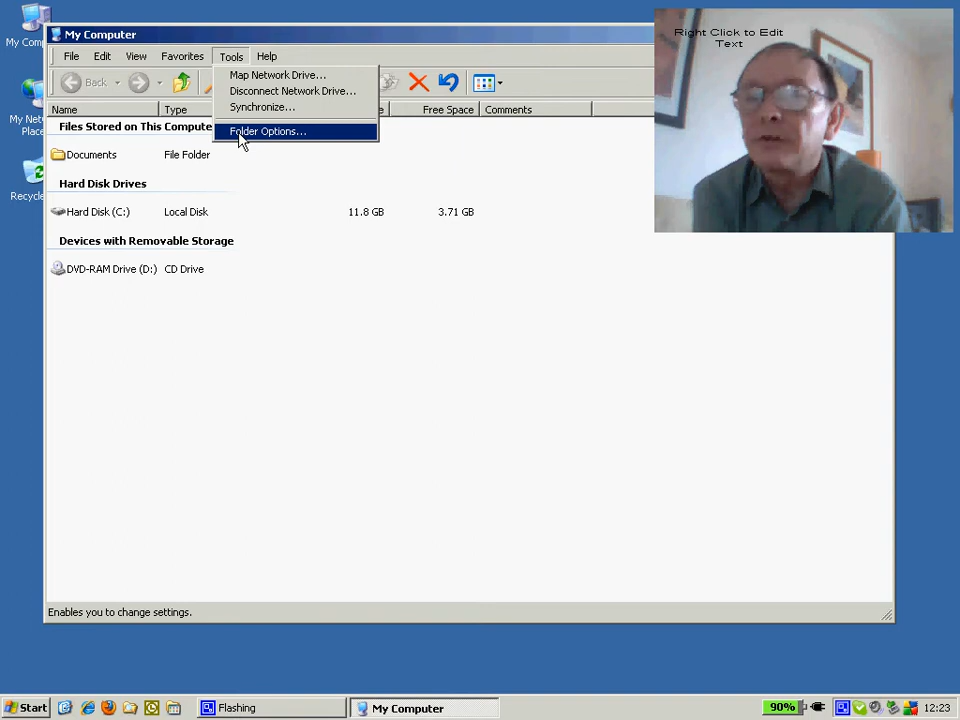 My Com
My Computer
Right Click to Edit
Text
File Edit View Favorites Tools Help
Back
Map Network Drive...
Disconnect Network Drive...
Synchronize...
Folder Options...
Name Type Free Space Comments
Files Stored on This Compute
My Net
Place
Documents File Folder
Hard Disk Drives
Recycle
Hard Disk (C:) Local Disk 11.8 GB 3.71 GB
Devices with Removable Storage
DVD-RAM Drive (D:) CD Drive
Enables you to change settings.
Start Flashing My Computer 90% 12:23